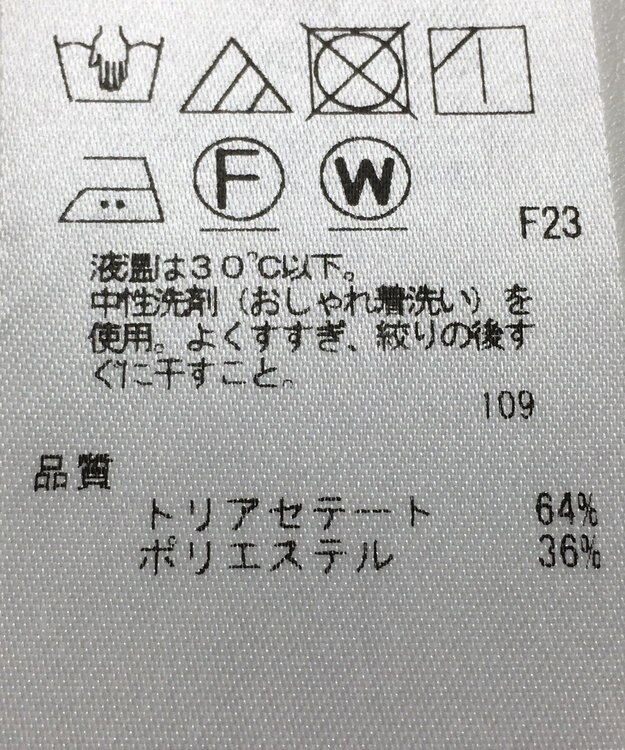 F
W
F23
液温は30℃以下。
中性洗剤（おしゃれ着洗い）を
使用。よくすすぎ、絞りの後す
ぐに干すこと。
109
品質
トリアセテート 64%
ポリエステル 36%